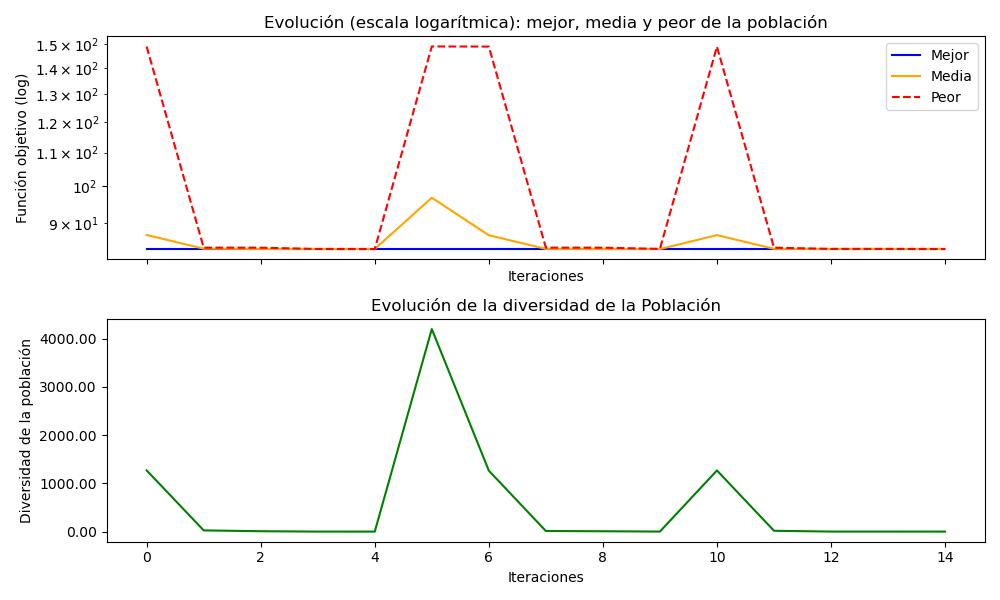 Evolución (escala logarítmica): mejor, media y peor de la población
1.5 × 10²
1.4 × 10²
1.3 × 10²
1.2 × 10²
1.1 × 10²
10²
9 × 10¹
Función objetivo (log)
Mejor
Media
Peor
Iteraciones
Evolución de la diversidad de la Población
4000.00
3000.00
2000.00
1000.00
0.00
Diversidad de la población
0 2 4 6 8 10 12 14
Iteraciones